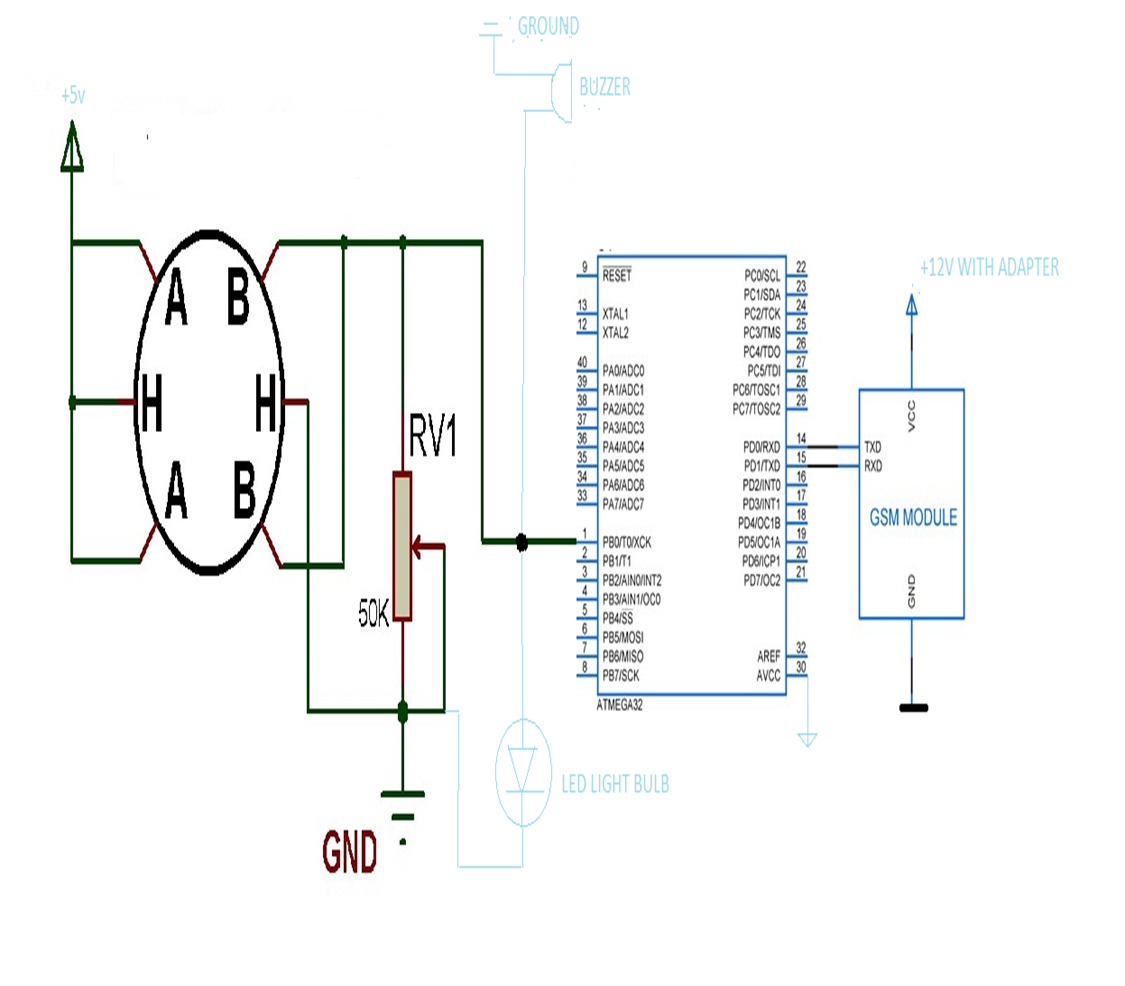 GROUND
BUZZER
+5v
A B
H H
A B
RV1
50K
GND
LED LIGHT BULB
9 RESET
13 XTAL1
12 XTAL2
40 PA0/ADC0
39 PA1/ADC1
38 PA2/ADC2
37 PA3/ADC3
36 PA4/ADC4
35 PA5/ADC5
34 PA6/ADC6
33 PA7/ADC7
1 PB0/T0/XCK
2 PB1/T1
3 PB2/AIN0/INT2
4 PB3/AIN1/OC0
5 PB4/SS
6 PB5/MOSI
7 PB6/MISO
8 PB7/SCK
PC0/SCL 22
PC1/SDA 23
PC2/TCK 24
PC3/TMS 25
PC4/TDO 26
PC5/TDI 27
PC6/TOSC1 28
PC7/TOSC2 29
PD0/RXD 14
PD1/TXD 15
PD2/INT0 16
PD3/INT1 17
PD4/OC1B 18
PD5/OC1A 19
PD6/ICP1 20
PD7/OC2 21
AREF 32
AVCC 30
ATMEGA32
+12V WITH ADAPTER
VCC
TXD
RXD
GSM MODULE
GND